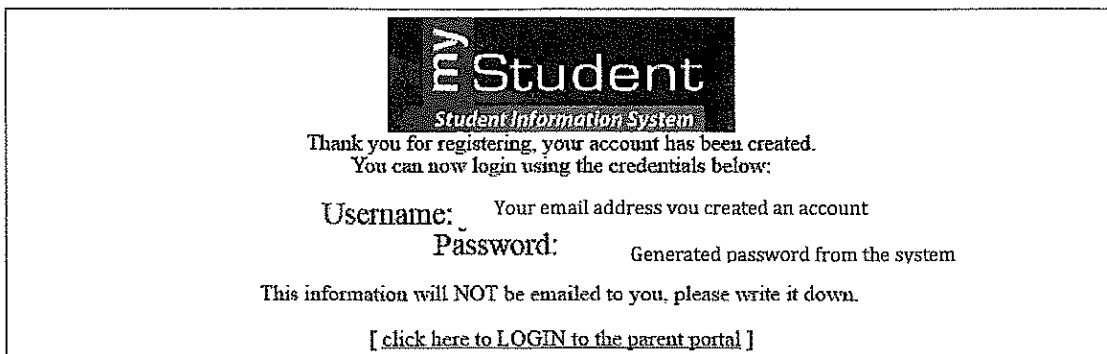 my Student
Student Information System
Thank you for registering, your account has been created.
You can now login using the credentials below:
Username: Your email address you created an account
Password: Generated password from the system
This information will NOT be emailed to you, please write it down.
[ click here to LOGIN to the parent portal ]